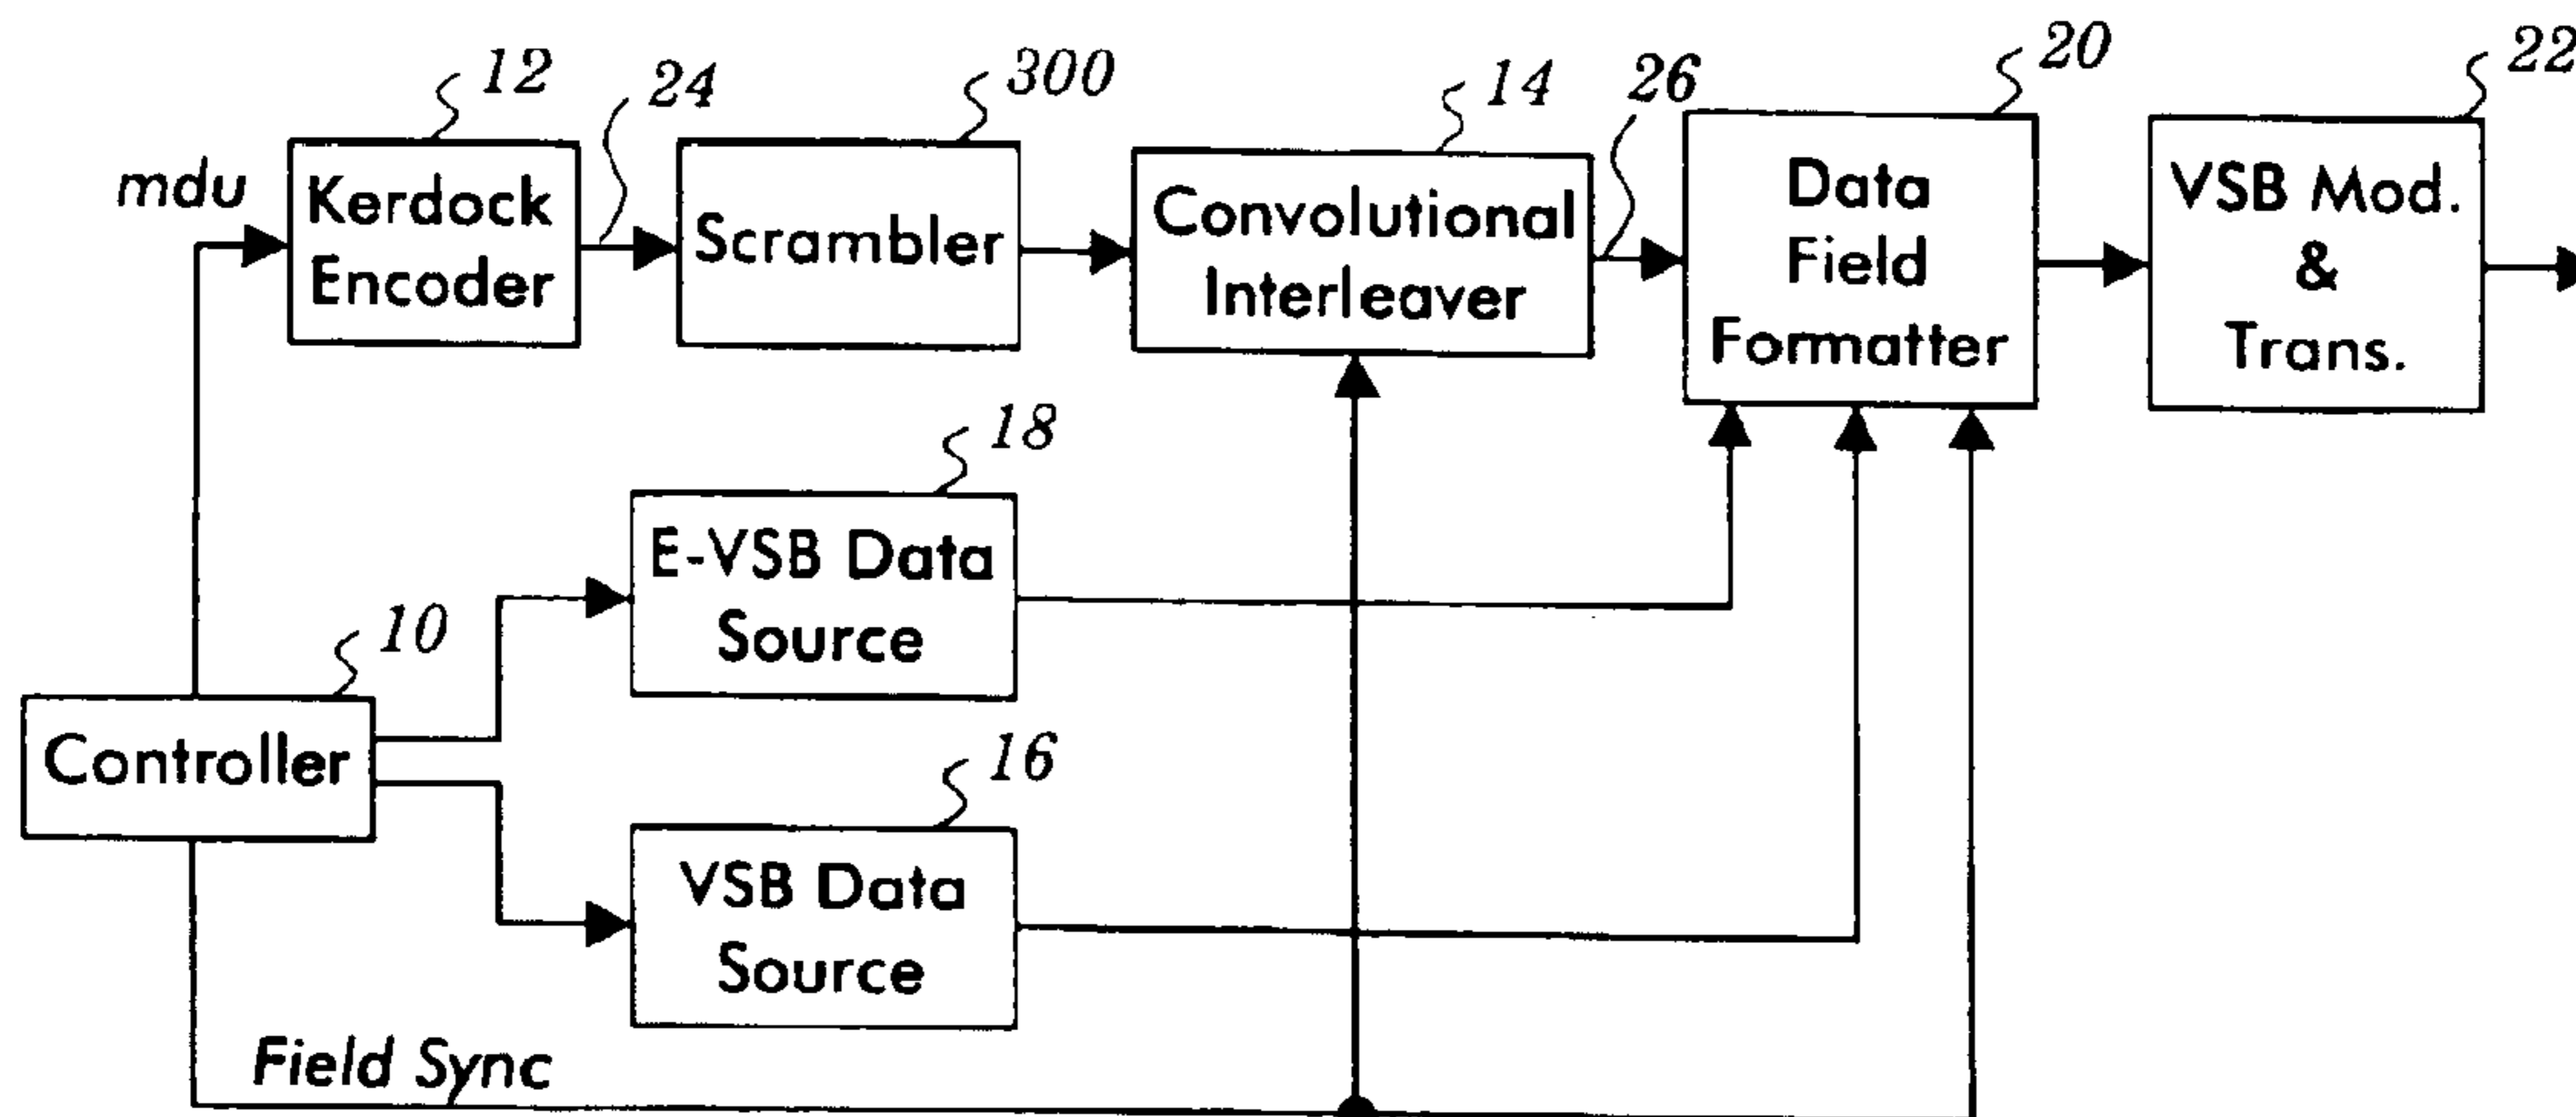 12
24
300
14
26
20
22
mdu
Kerdock
Encoder
Scrambler
Convolutional
Interleaver
Data
Field
Formatter
VSB Mod.
&
Trans.
18
E-VSB Data
Source
10
Controller
16
VSB Data
Source
Field Sync